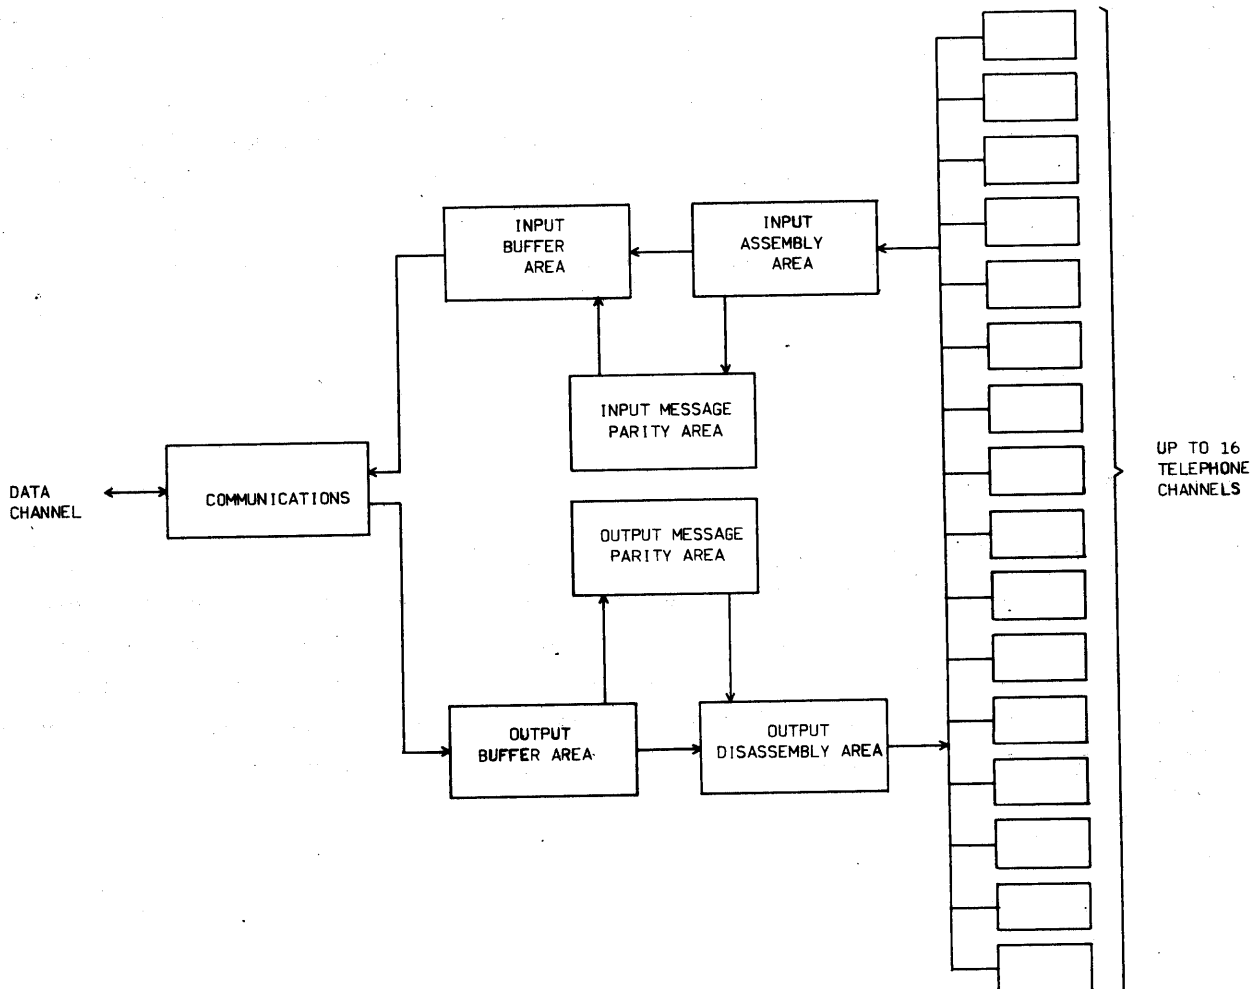 INPUT
BUFFER
AREA
INPUT
ASSEMBLY
AREA
INPUT MESSAGE
PARITY AREA
UP TO 16
TELEPHONE
CHANNELS
DATA
CHANNEL
COMMUNICATIONS
OUTPUT MESSAGE
PARITY AREA
OUTPUT
BUFFER AREA
OUTPUT
DISASSEMBLY AREA